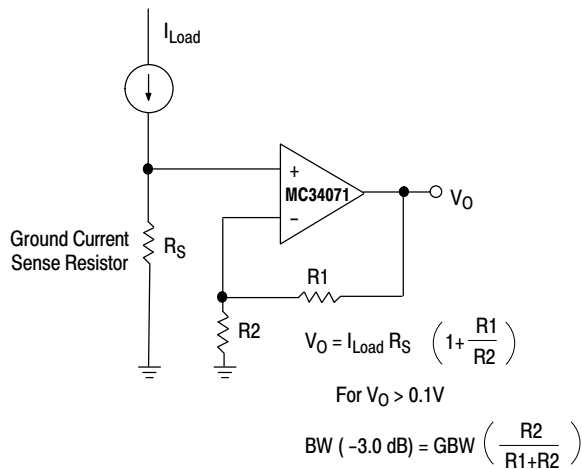 I_Load
+
MC34071
−
V_O
Ground Current
Sense Resistor
R_S
R1
R2
V_O = I_Load R_S (1+ R1/R2)
For V_O > 0.1V
BW ( −3.0 dB) = GBW ( R2/R1+R2 )